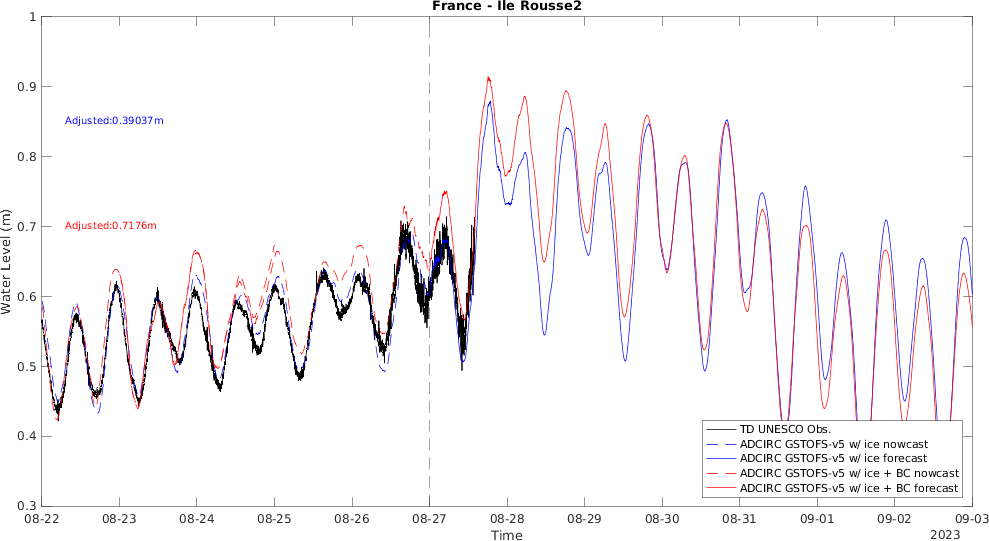 France - Ile Rousse2
Water Level (m)
1
0.9
0.8
0.7
0.6
0.5
0.4
0.3
Adjusted:0.39037m
Adjusted:0.7176m
TD UNESCO Obs.
ADCIRC GSTOFS-v5 w/ ice nowcast
ADCIRC GSTOFS-v5 w/ ice forecast
ADCIRC GSTOFS-v5 w/ ice + BC nowcast
ADCIRC GSTOFS-v5 w/ ice + BC forecast
08-22 08-23 08-24 08-25 08-26 08-27 08-28 08-29 08-30 08-31 09-01 09-02 09-03
Time
2023